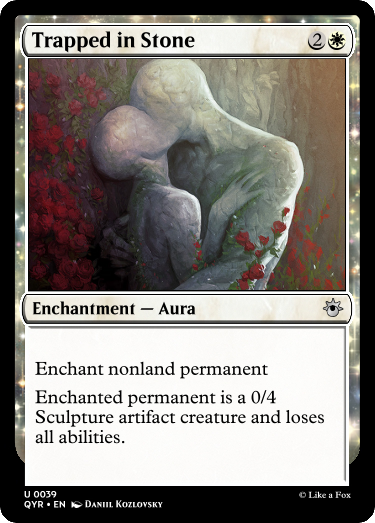 Trapped in Stone 2
Enchantment — Aura
Enchant nonland permanent
Enchanted permanent is a 0/4
Sculpture artifact creature and loses
all abilities.
U 0039
QYR • EN Daniil Kozlovsky
© Like a Fox